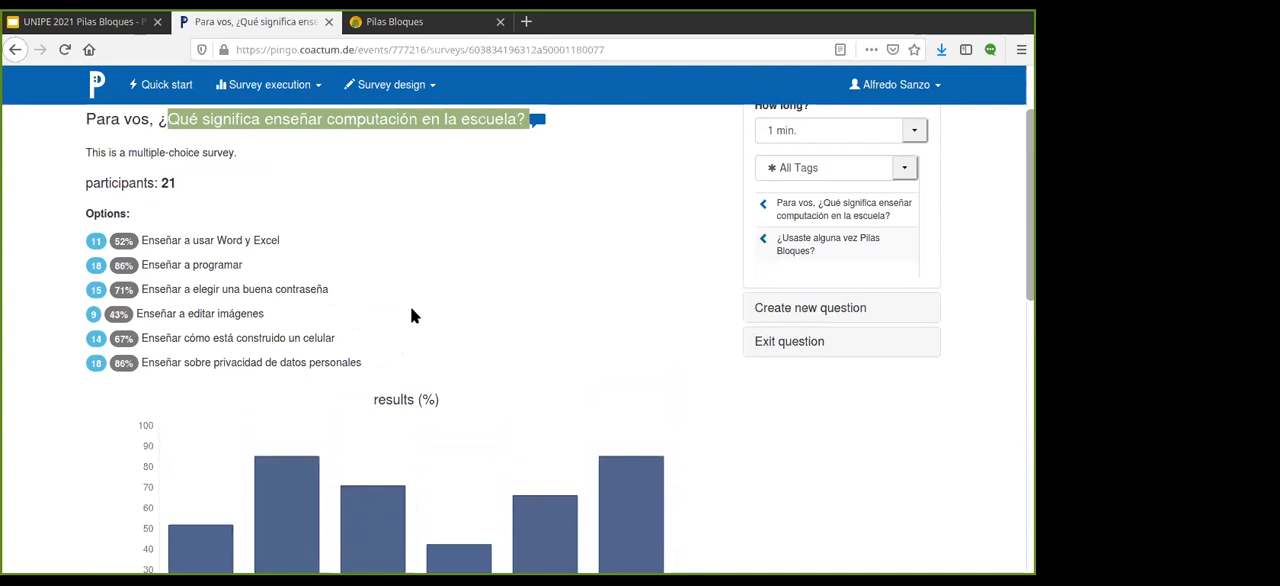 UNIPE 2021 Pilas Bloques - P
Para vos, ¿Qué significa ense
Pilas Bloques
https://pingo.coactum.de/events/777216/surveys/603834196312a50001180077
Quick start
Survey execution
Survey design
Alfredo Sanzo
Para vos, ¿Qué significa enseñar computación en la escuela?
This is a multiple-choice survey.
participants: 21
Options:
11 52% Enseñar a usar Word y Excel
18 86% Enseñar a programar
15 71% Enseñar a elegir una buena contraseña
9 43% Enseñar a editar imágenes
14 67% Enseñar cómo está construido un celular
18 86% Enseñar sobre privacidad de datos personales
results (%)
100
90
80
70
60
50
40
30
How long?
1 min.
✱ All Tags
Para vos, ¿Qué significa enseñar
computación en la escuela?
¿Usaste alguna vez Pilas
Bloques?
Create new question
Exit question